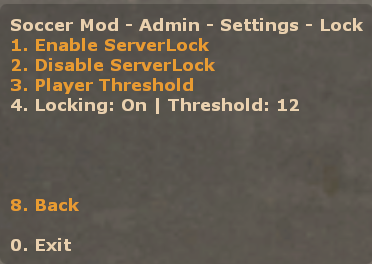 Soccer Mod - Admin - Settings - Lock
1. Enable ServerLock
2. Disable ServerLock
3. Player Threshold
4. Locking: On | Threshold: 12
8. Back
0. Exit